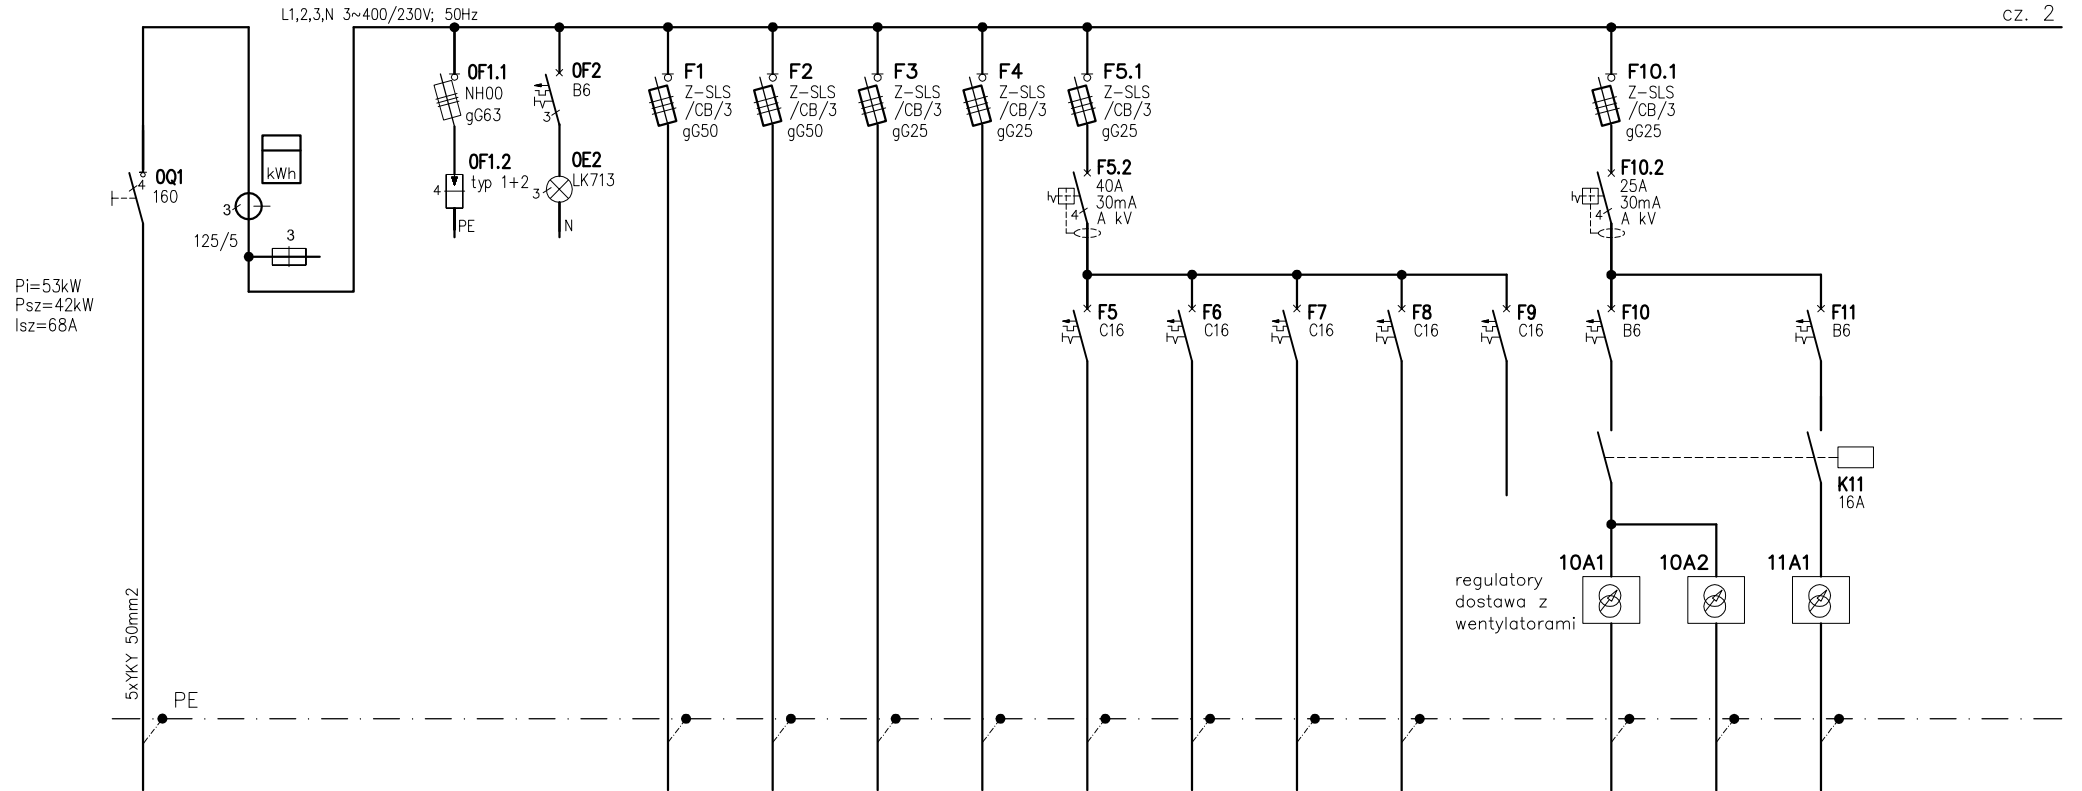 L1,2,3,N 3~400/230V; 50Hz
cz. 2
0F1.1
NH00
gG63
0F2
B6
3
F1
Z-SLS
/CB/3
gG50
F2
Z-SLS
/CB/3
gG50
F3
Z-SLS
/CB/3
gG25
F4
Z-SLS
/CB/3
gG25
F5.1
Z-SLS
/CB/3
gG25
F10.1
Z-SLS
/CB/3
gG25
kWh
4
0Q1
160
3
125/5
3
0F1.2
typ 1+2
4
PE
0E2
LK713
3
N
F5.2
40A
30mA
A kV
4
F10.2
25A
30mA
A kV
4
Pi=53kW
Psz=42kW
Isz=68A
F5
C16
F6
C16
F7
C16
F8
C16
F9
C16
F10
B6
F11
B6
K11
16A
10A1
10A2
11A1
regulatory
dostawa z
wentylatorami
5xYKY 50mm2
PE